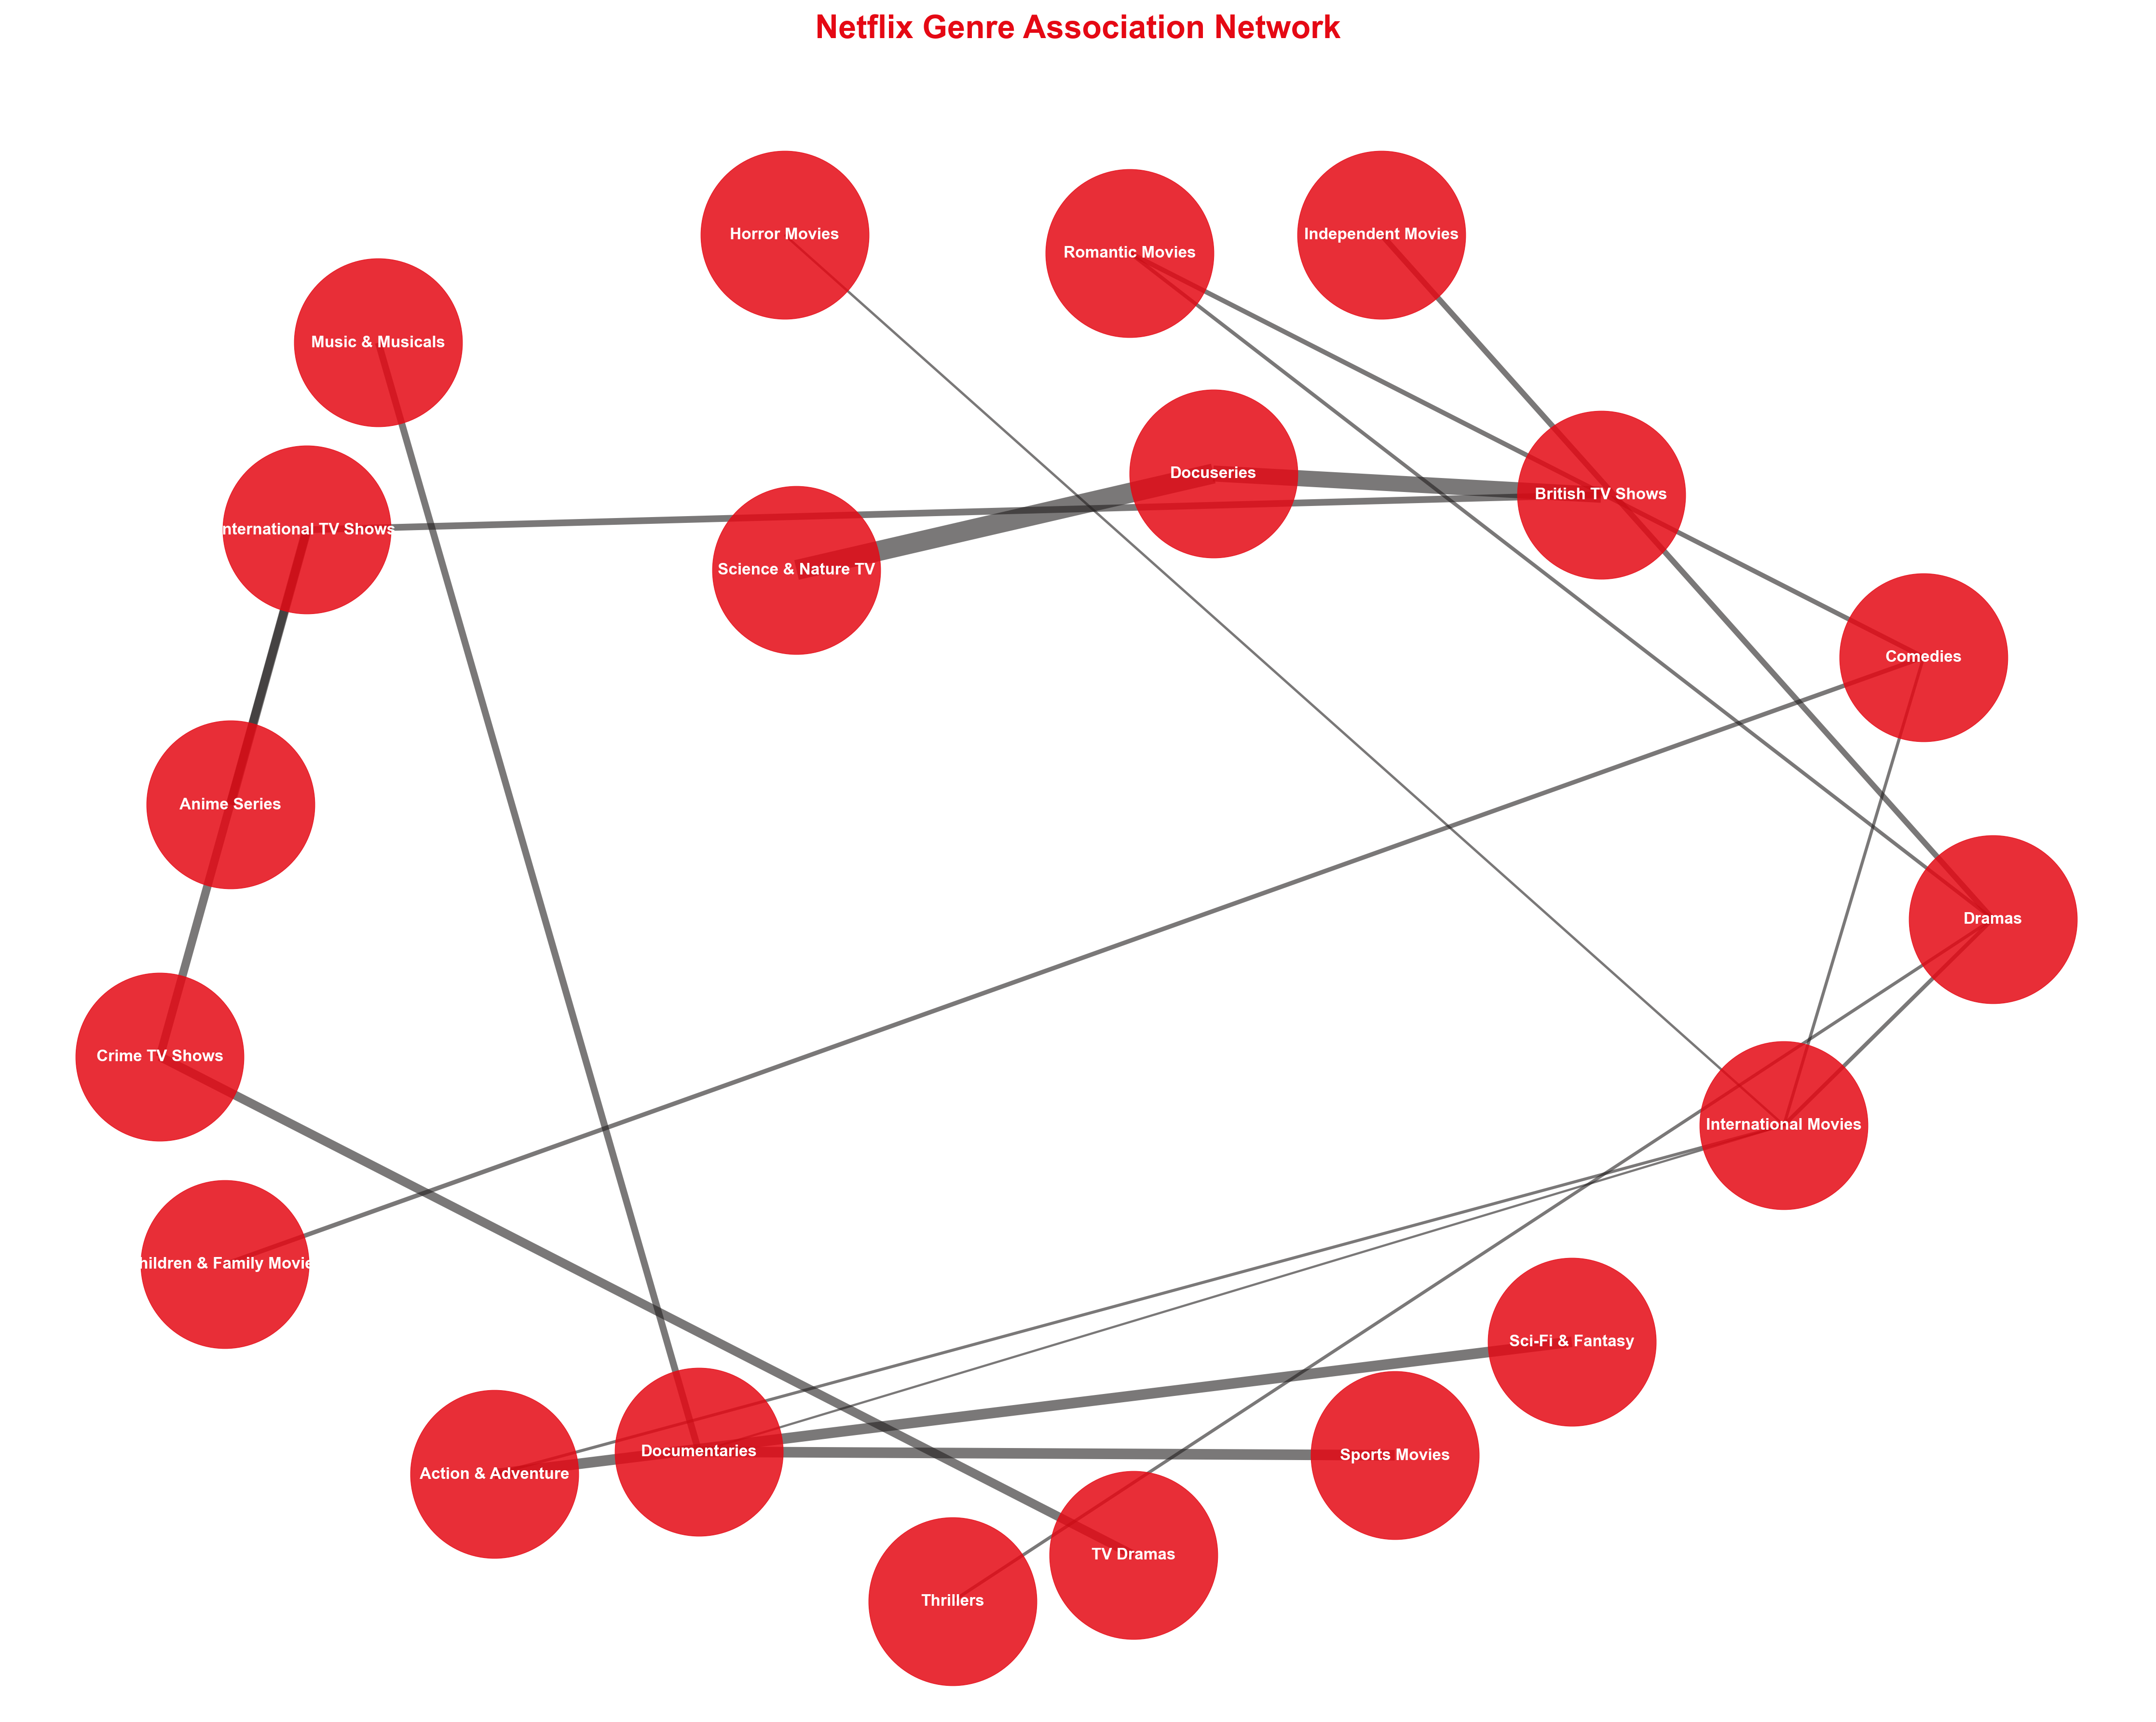 Netflix Genre Association Network
Horror Movies
Independent Movies
Romantic Movies
Music & Musicals
Docuseries
British TV Shows
International TV Shows
Science & Nature TV
Comedies
Anime Series
Dramas
Crime TV Shows
International Movies
hildren & Family Movie
Sci-Fi & Fantasy
Documentaries
Sports Movies
Action & Adventure
TV Dramas
Thrillers